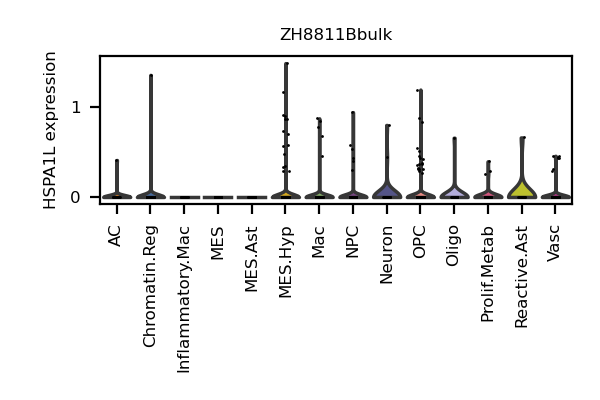 ZH8811Bbulk
HSPA1L expression
1
0
AC
Chromatin.Reg
Inflammatory.Mac
MES
MES.Ast
MES.Hyp
Mac
NPC
Neuron
OPC
Oligo
Prolif.Metab
Reactive.Ast
Vasc